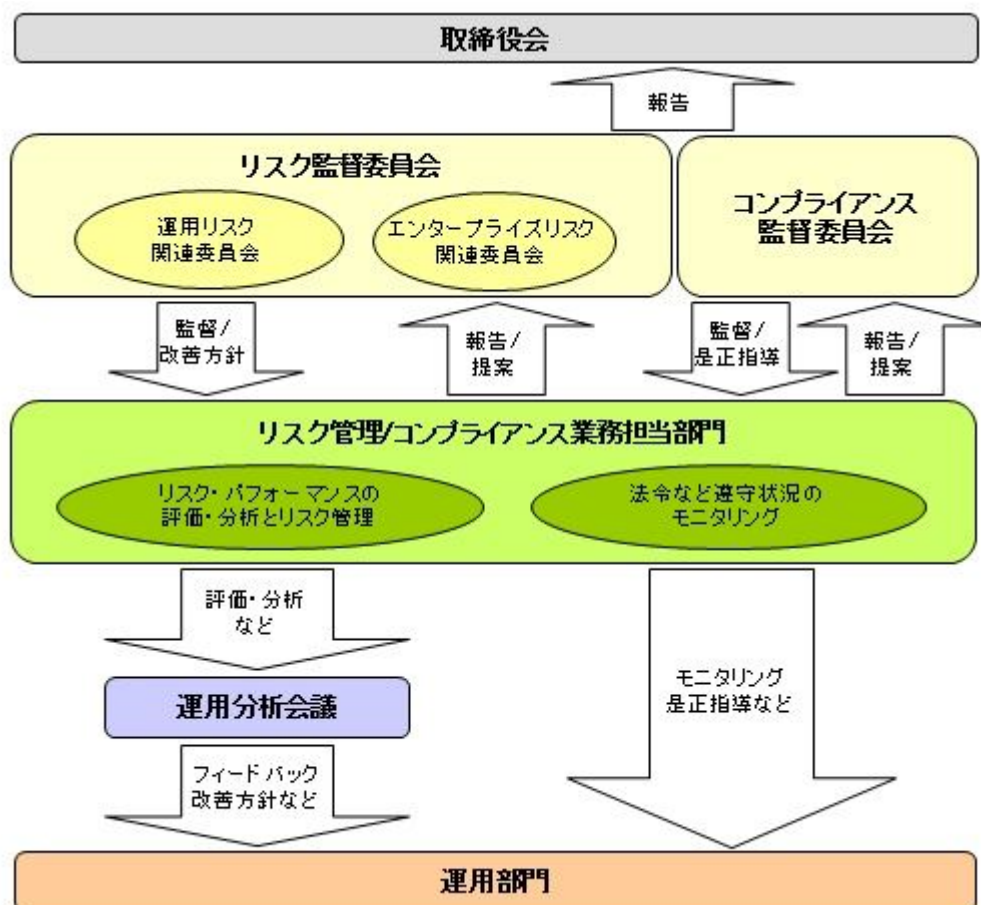 取締役会
報告
リスク監督委員会
運用リスク
関連委員会
エンタープライズリスク
関連委員会
コンプライアンス
監督委員会
監督/
改善方針
報告/
提案
監督/
是正指導
報告/
提案
リスク管理/コンプライアンス業務担当部門
リスク・パフォーマンスの
評価・分析とリスク管理
法令など遵守状況の
モニタリング
評価・分析
など
運用分析会議
モニタリング
是正指導など
フィードバック
改善方針など
運用部門